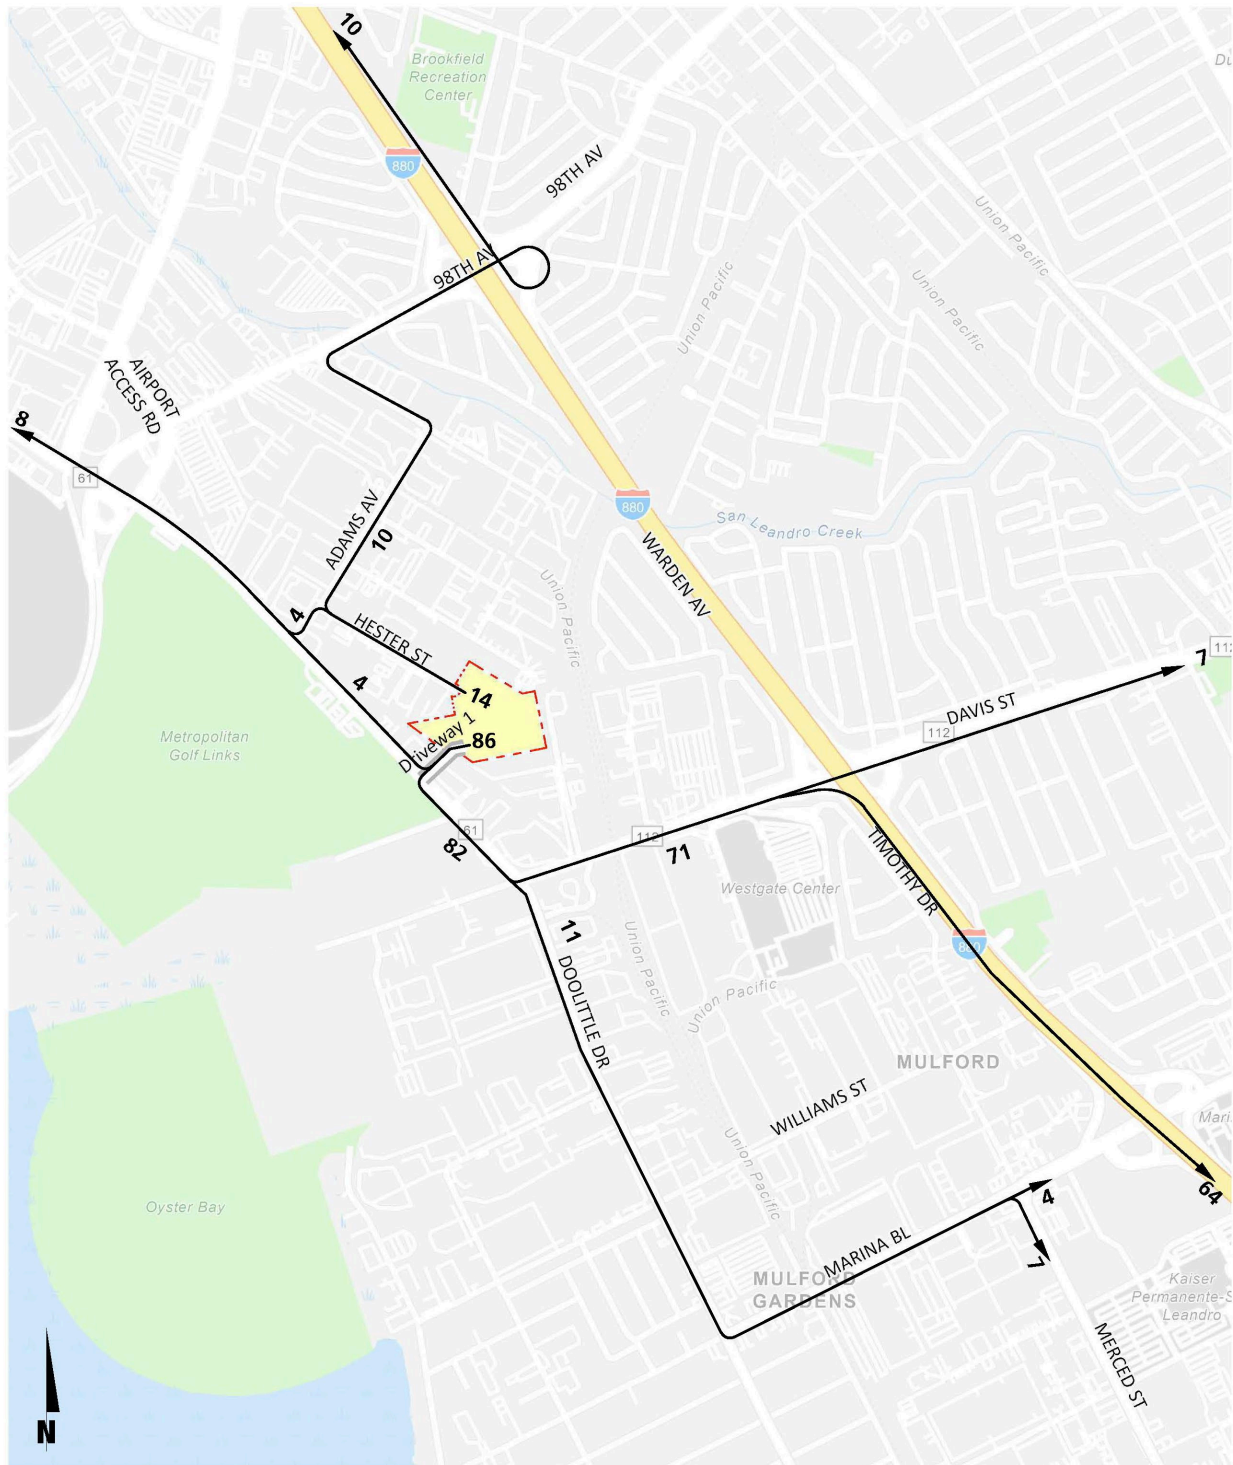 10
Brookfield
Recreation
Center
880
98TH AV
98TH AV
Union Pacific
Union Pacific
Union Pacific
AIRPORT
ACCESS RD
8
61
ADAMS AV
10
880
San Leandro Creek
WARDEN AV
Union Pacific
4
HESTER ST
4
14
7
DAVIS ST
112
Metropolitan
Golf Links
Driveway 1
86
61
82
112
71
TIMOTHY DR
Westgate Center
11
DOOLITTLE DR
Union Pacific
Union Pacific
880
MULFORD
WILLIAMS ST
Union Pacific
Oyster Bay
64
4
MARINA BL
7
MULFORD
GARDENS
Kaiser
Permanente-S
Leandro
MERCED ST
N